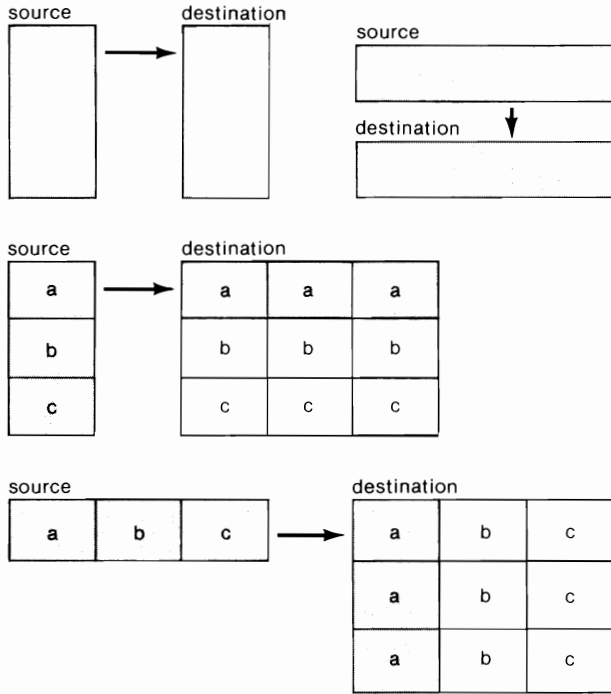 source destination
source
destination
source destination
a a a a
b b b b
c c c c
source destination
a b c a b c
a b c
a b c